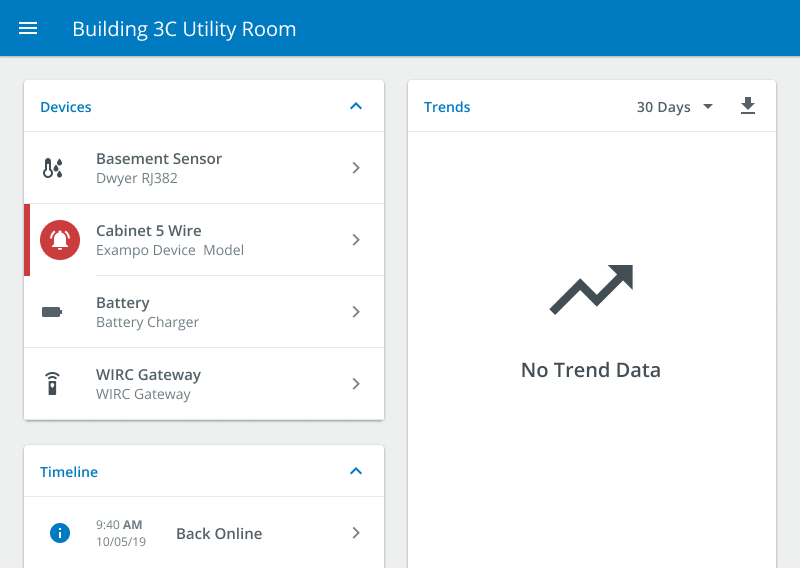 Building 3C Utility Room
Devices
Basement Sensor
Dwyer RJ382
Cabinet 5 Wire
Exampo Device  Model
Battery
Battery Charger
WIRC Gateway
WIRC Gateway
Timeline
9:40 AM
10/05/19
Back Online
Trends
30 Days
No Trend Data